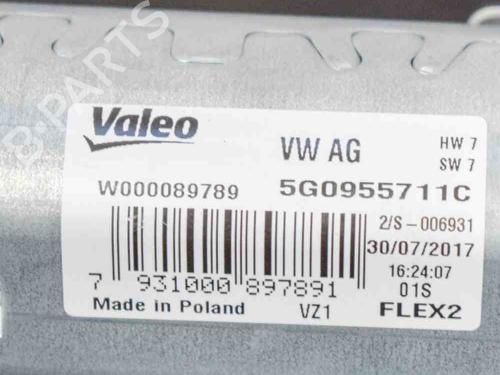 B-PARTS
Valeo
VW AG
HW 7
SW 7
W000089789
5G0955711C
2/S-006931
30/07/2017
16:24:07
7 931000 897891
01S
Made in Poland
VZ1
FLEX2